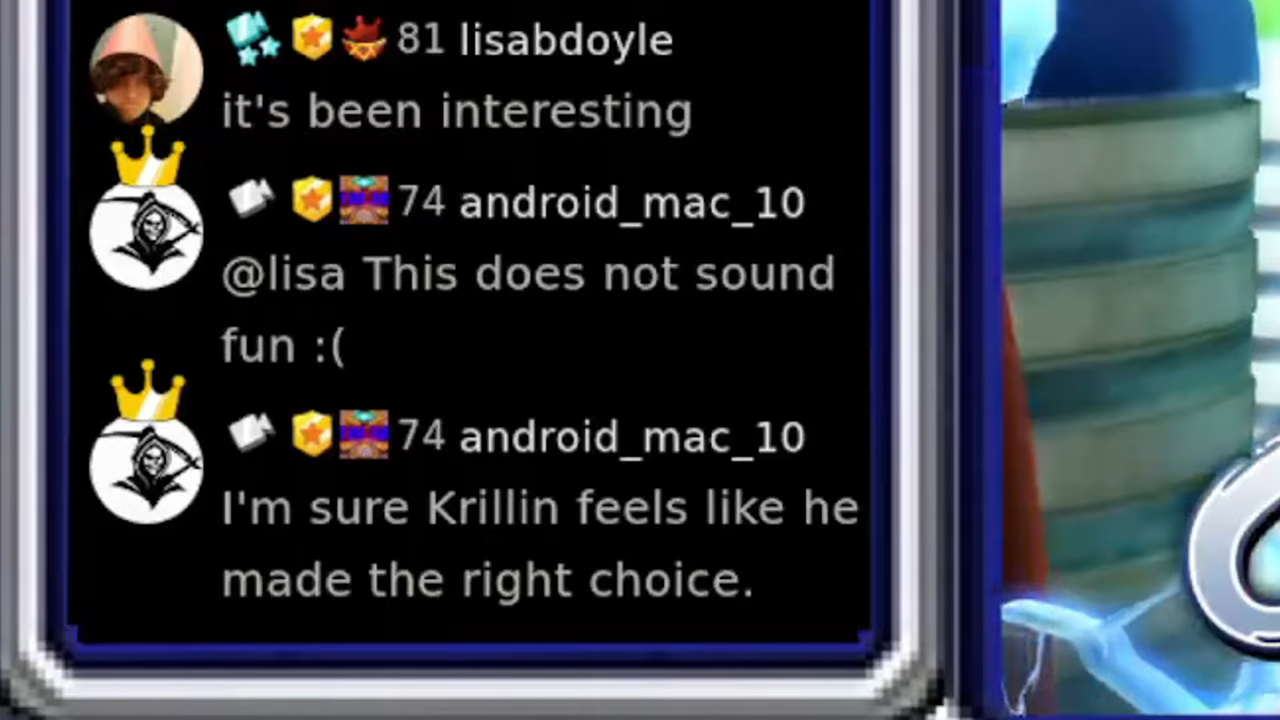 81 lisabdoyle
it's been interesting
74 android_mac_10
@lisa This does not sound
fun :(
74 android_mac_10
I'm sure Krillin feels like he
made the right choice.